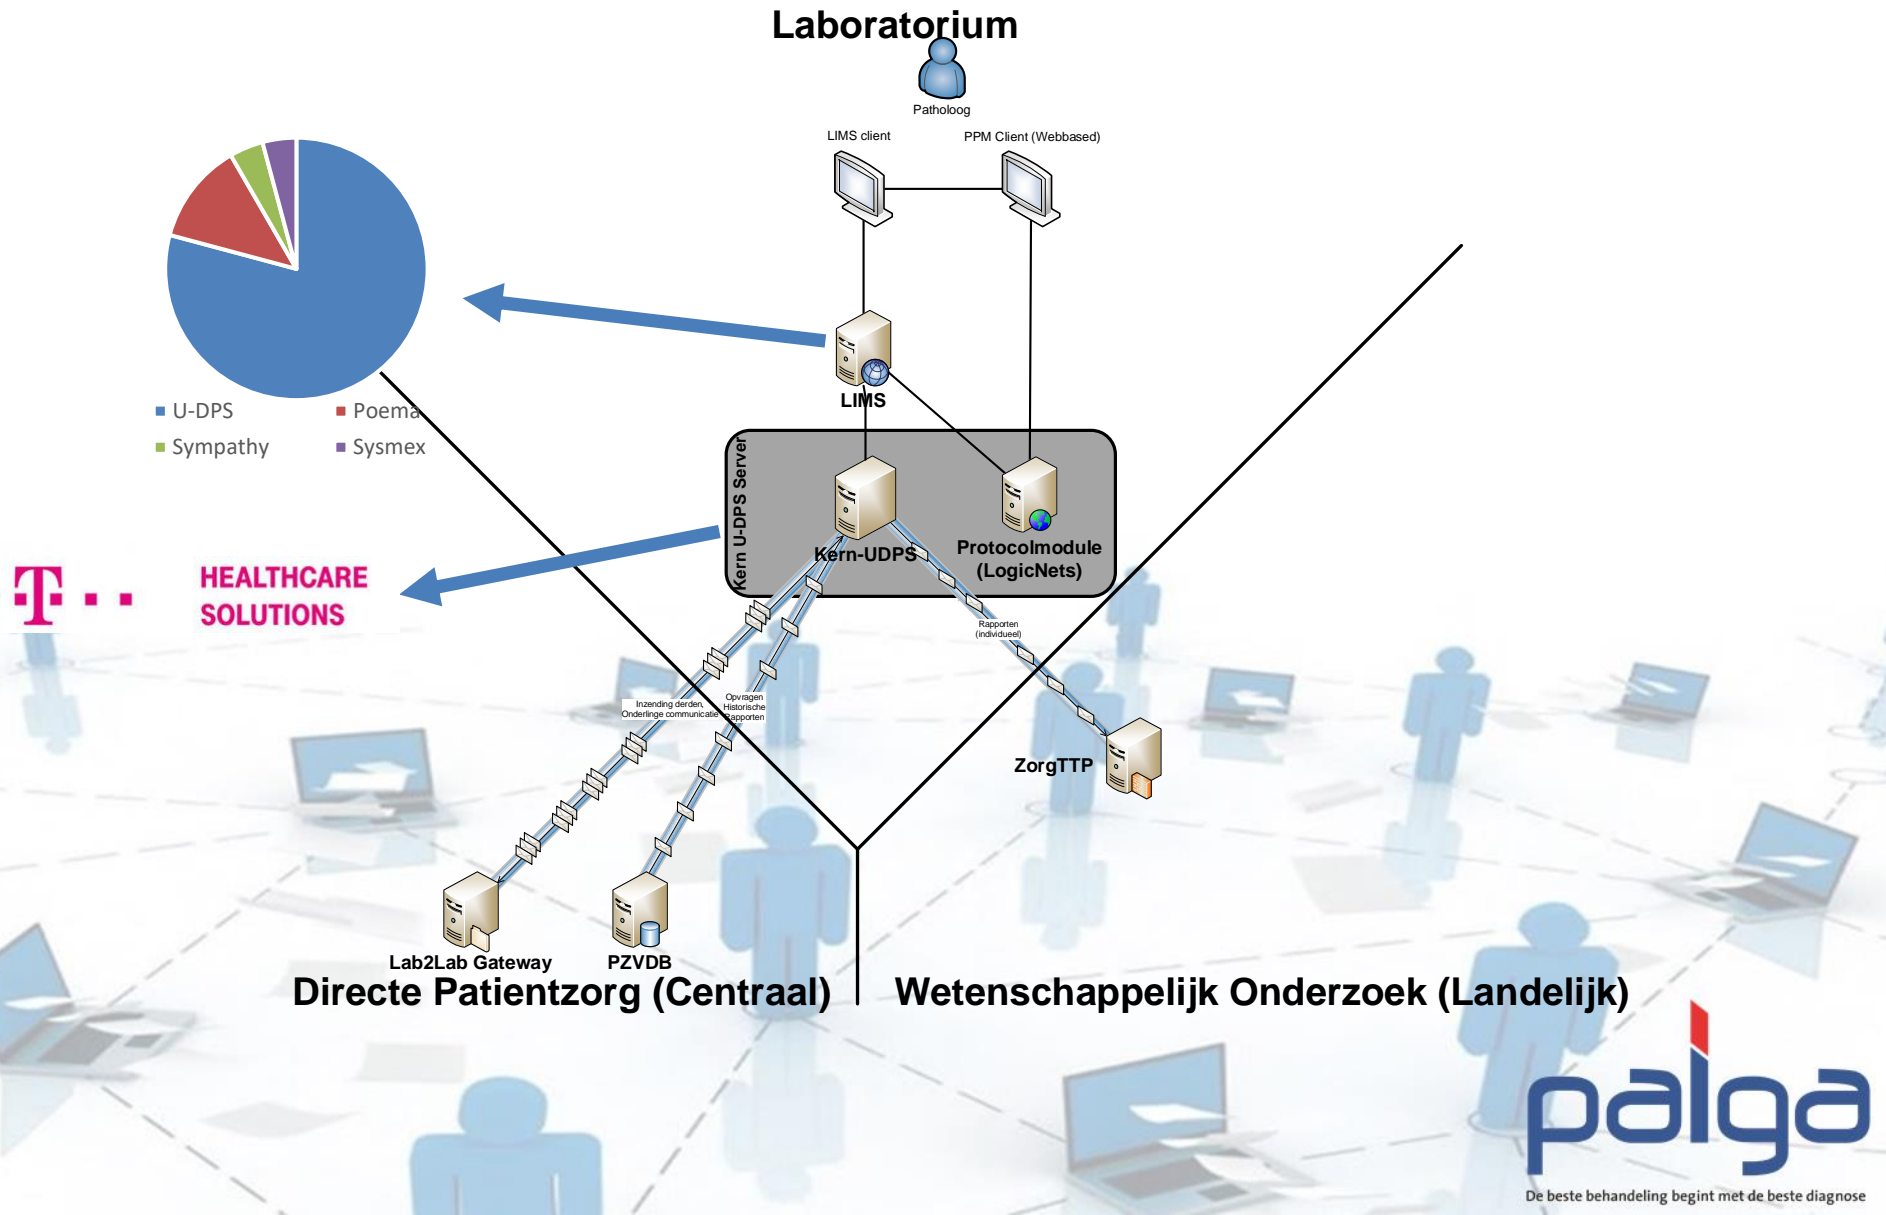 Laboratorium
Patholoog
LIMS client
PPM Client (Webbased)
U-DPS
Poema
Sympathy
Sysmex
LIMS
Kern U-DPS Server
Kern-UDPS
Protocolmodule
(LogicNets)
T
HEALTHCARE
SOLUTIONS
Rapporten
(individueel)
Inzending derden,
Onderlinge communicatie
Opvragen
Historische
Rapporten
ZorgTTP
Lab2Lab Gateway
PZVDB
Directe Patientzorg (Centraal)
Wetenschappelijk Onderzoek (Landelijk)
palga
De beste behandeling begint met de beste diagnose